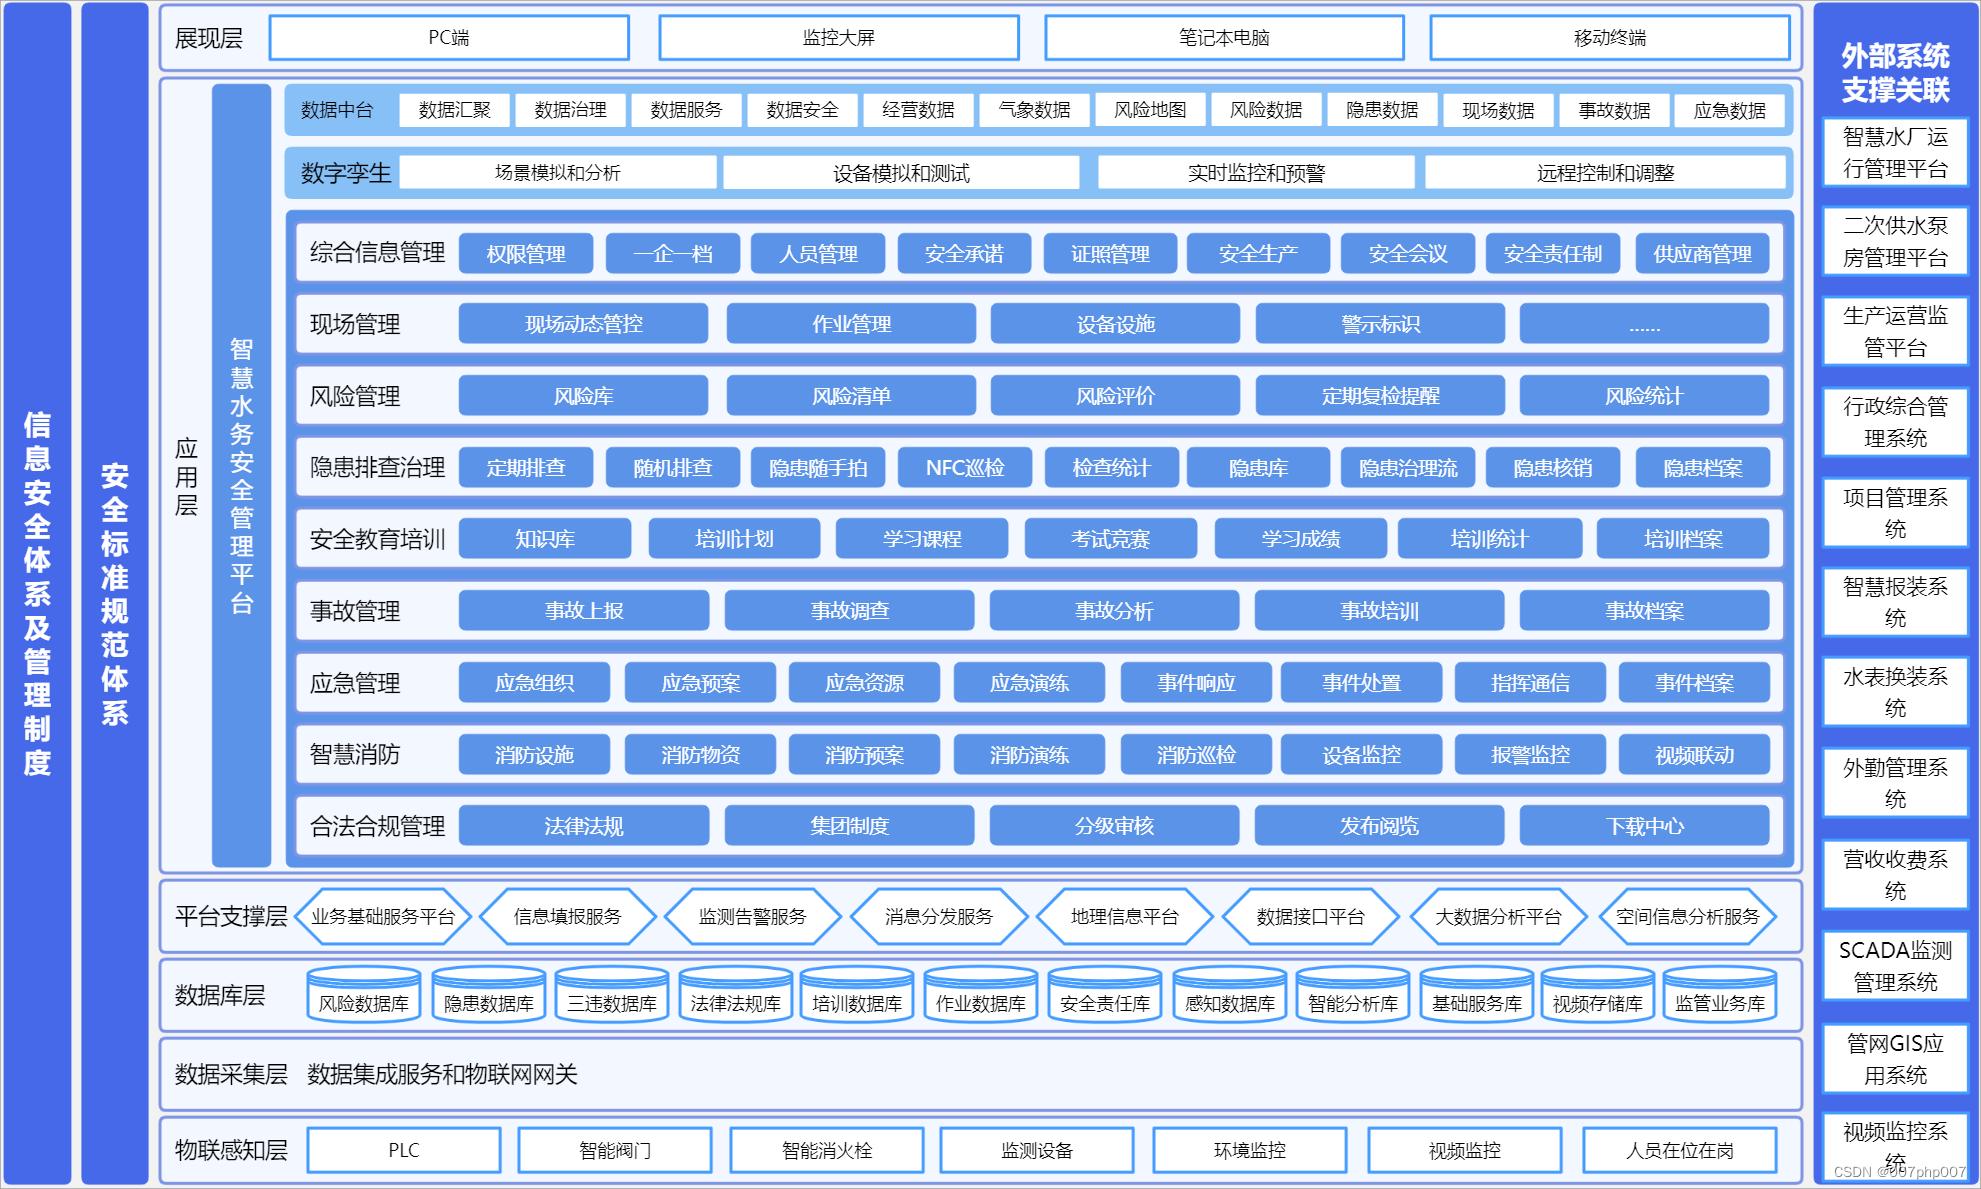 信息安全体系及管理制度
安全标准规范体系
展现层 PC端 监控大屏 笔记本电脑 移动终端
应用层
智慧水务安全管理平台
数据中台 数据汇聚 数据治理 数据服务 数据安全 经营数据 气象数据 风险地图 风险数据 隐患数据 现场数据 事故数据 应急数据
数字孪生 场景模拟和分析 设备模拟和测试 实时监控和预警 远程控制和调整
综合信息管理 权限管理 一企一档 人员管理 安全承诺 证照管理 安全生产 安全会议 安全责任制 供应商管理
现场管理 现场动态管控 作业管理 设备设施 警示标识 ......
风险管理 风险库 风险清单 风险评价 定期复检提醒 风险统计
隐患排查治理 定期排查 随机排查 隐患随手拍 NFC巡检 检查统计 隐患库 隐患治理流 隐患核销 隐患档案
安全教育培训 知识库 培训计划 学习课程 考试竞赛 学习成绩 培训统计 培训档案
事故管理 事故上报 事故调查 事故分析 事故培训 事故档案
应急管理 应急组织 应急预案 应急资源 应急演练 事件响应 事件处置 指挥通信 事件档案
智慧消防 消防设施 消防物资 消防预案 消防演练 消防巡检 设备监控 报警监控 视频联动
合法合规管理 法律法规 集团制度 分级审核 发布阅览 下载中心
平台支撑层 业务基础服务平台 信息填报服务 监测告警服务 消息分发服务 地理信息平台 数据接口平台 大数据分析平台 空间信息分析服务
数据库层 风险数据库 隐患数据库 三违数据库 法律法规库 培训数据库 作业数据库 安全责任库 感知数据库 智能分析库 基础服务库 视频存储库 监管业务库
数据采集层 数据集成服务和物联网网关
物联感知层 PLC 智能阀门 智能消火栓 监测设备 环境监控 视频监控 人员在位在岗
外部系统
支撑关联
智慧水厂运
行管理平台
二次供水泵
房管理平台
生产运营监
管平台
行政综合管
理系统
项目管理系
统
智慧报装系
统
水表换装系
统
外勤管理系
统
营收收费系
统
SCADA监测
管理系统
管网GIS应
用系统
视频监控系
统
CSDN @007php007